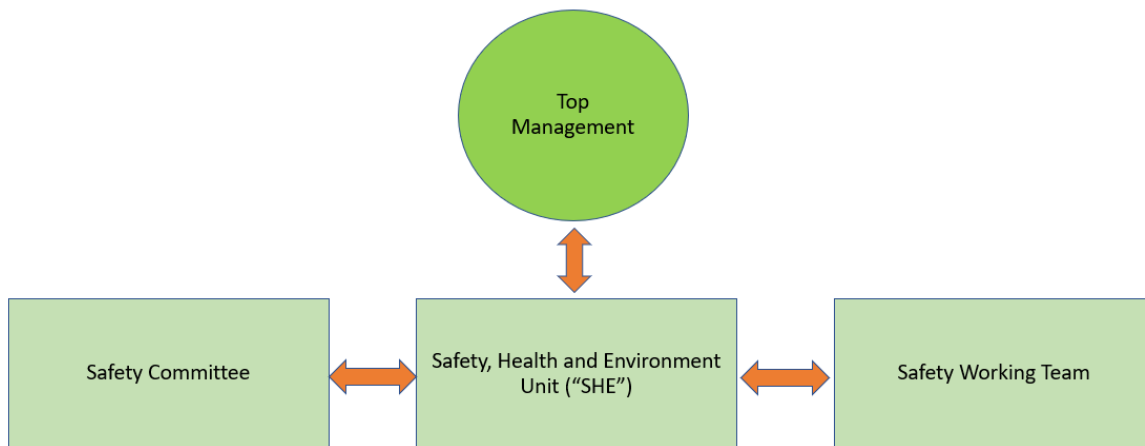 Top
Management
Safety Committee
Safety, Health and Environment
Unit (“SHE”)
Safety Working Team